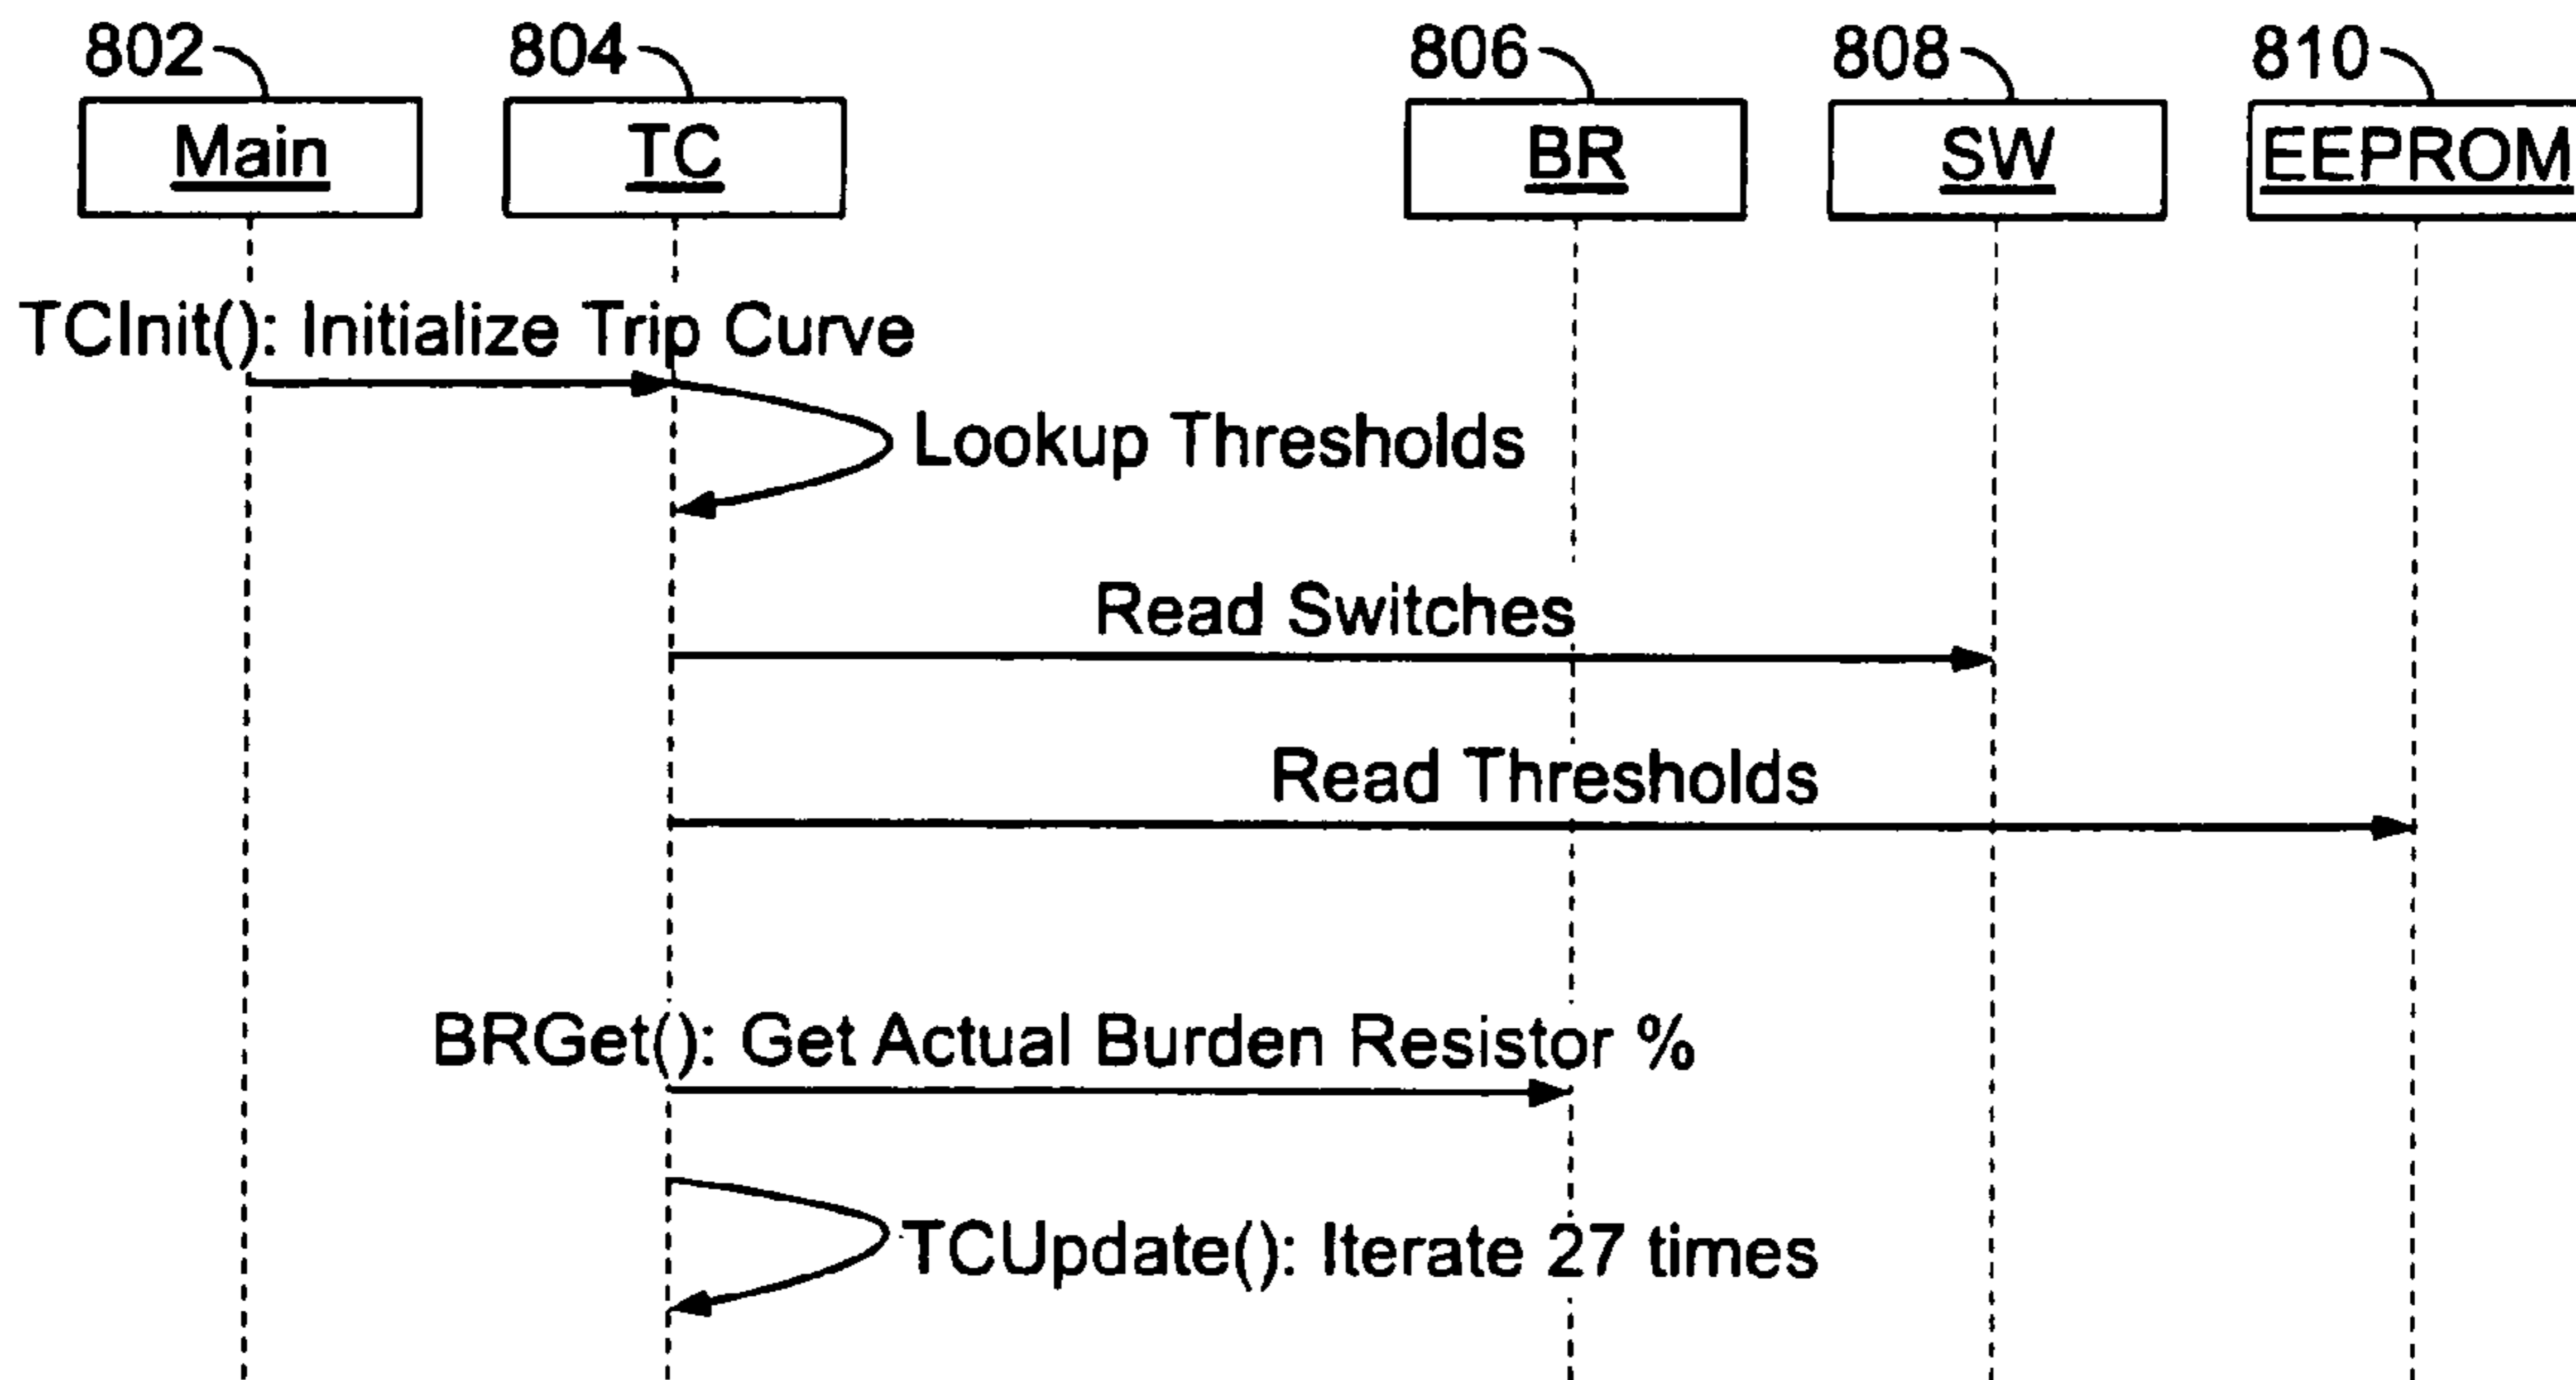 802 804 806 808 810
Main TC BR SW EEPROM
TCInit(): Initialize Trip Curve
Lookup Thresholds
Read Switches
Read Thresholds
BRGet(): Get Actual Burden Resistor %
TCUpdate(): Iterate 27 times